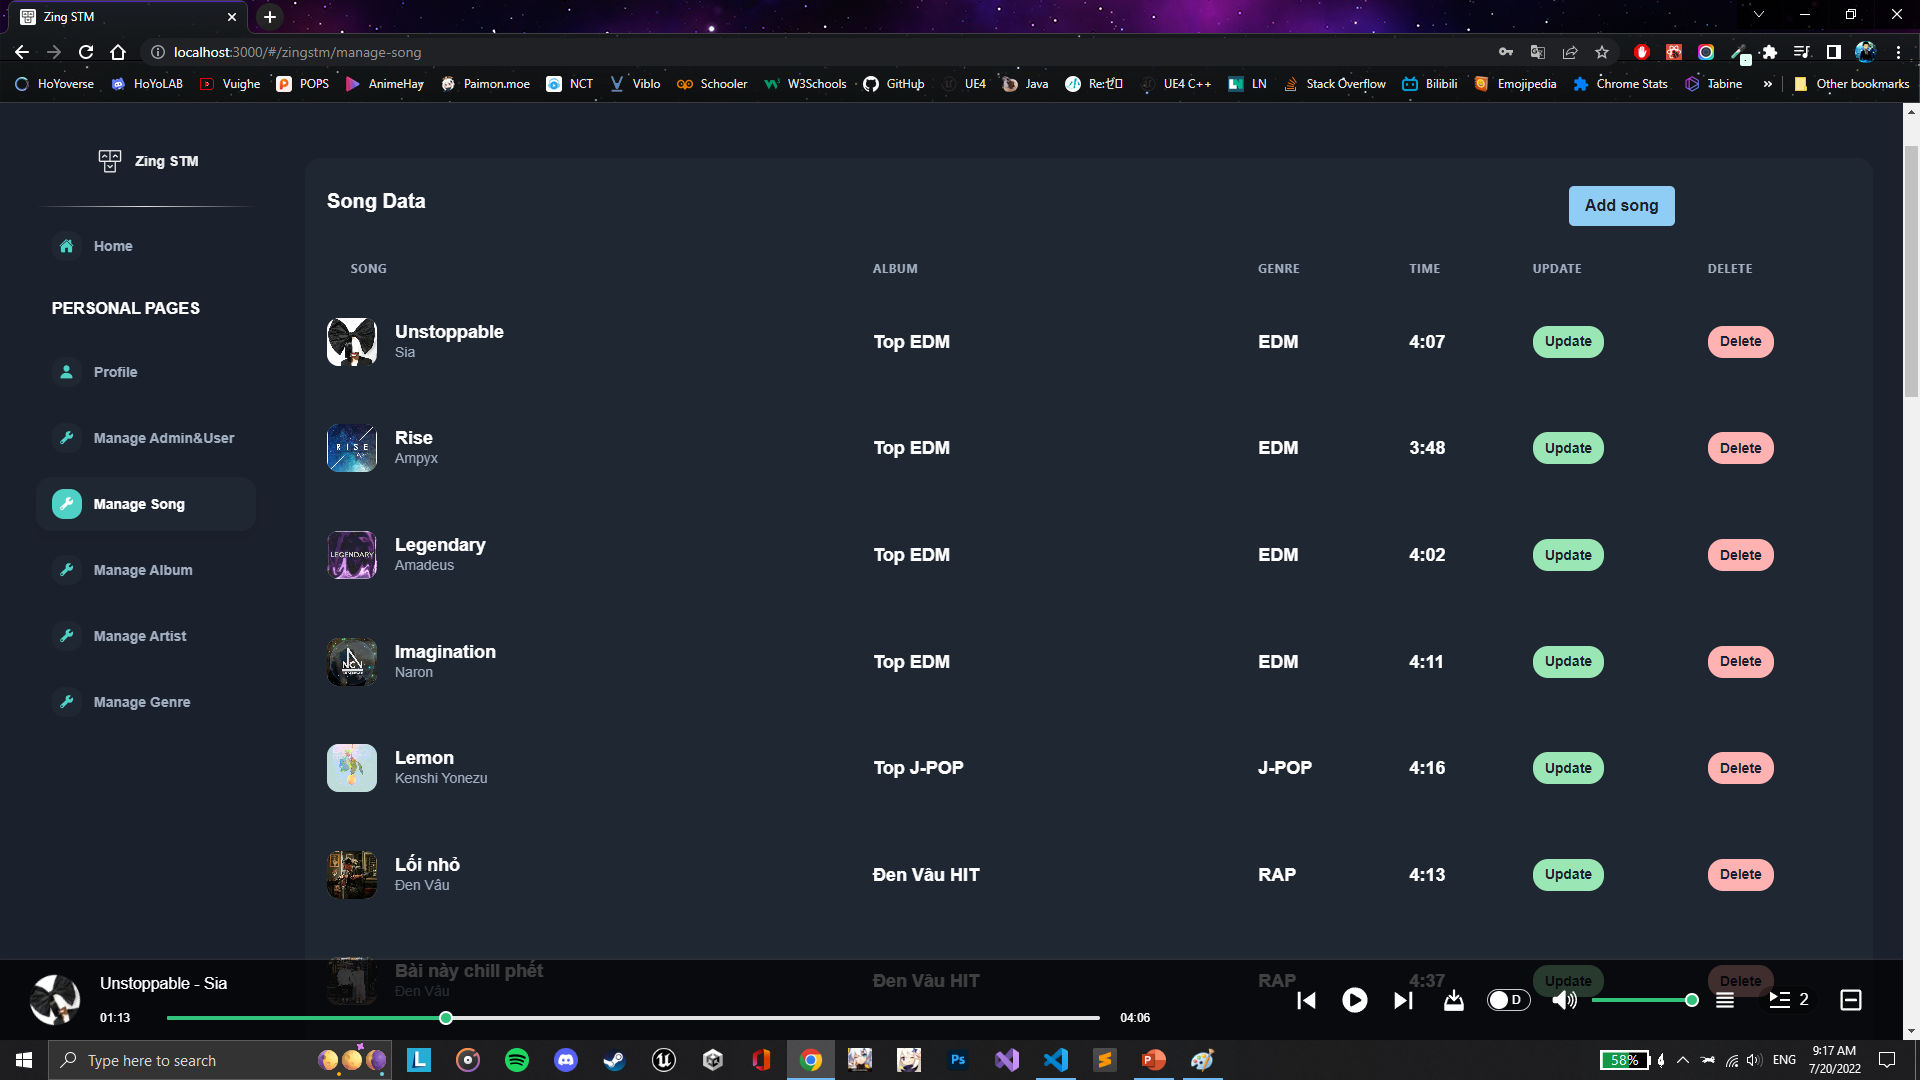 Zing STM
localhost:3000/#/zingstm/manage-song
HoYoverse HoYoLAB Vuighe POPS AnimeHay Paimon.moe NCT Viblo Schooler W3Schools GitHub UE4 Java Re:ゼロ UE4 C++ LN Stack Overflow Bilibili Emojipedia Chrome Stats Tabine » Other bookmarks
Zing STM
Home
PERSONAL PAGES
Profile
Manage Admin&User
Manage Song
Manage Album
Manage Artist
Manage Genre
Song Data
Add song
SONG ALBUM GENRE TIME UPDATE DELETE
Unstoppable
Sia
Top EDM EDM 4:07 Update Delete
RISE
Rise
Ampyx
Top EDM EDM 3:48 Update Delete
LEGENDARY
Legendary
Amadeus
Top EDM EDM 4:02 Update Delete
Imagination
Naron
Top EDM EDM 4:11 Update Delete
Lemon
Kenshi Yonezu
Top J-POP J-POP 4:16 Update Delete
Lối nhỏ
Đen Vâu
Đen Vâu HIT RAP 4:13 Update Delete
Bài này chill phết
Đen Vâu
Đen Vâu HIT RAP 4:37 Update Delete
Unstoppable - Sia
01:13
04:06
D
2
Type here to search
58%
ENG
9:17 AM
7/20/2022